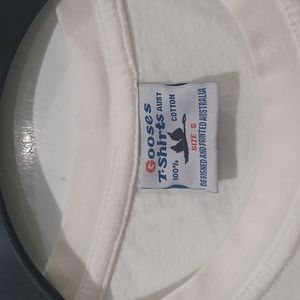 Gooses
T-Shirts AUST
100% COTTON
SIZE S
DESIGNED AND PRINTED AUSTRALIA